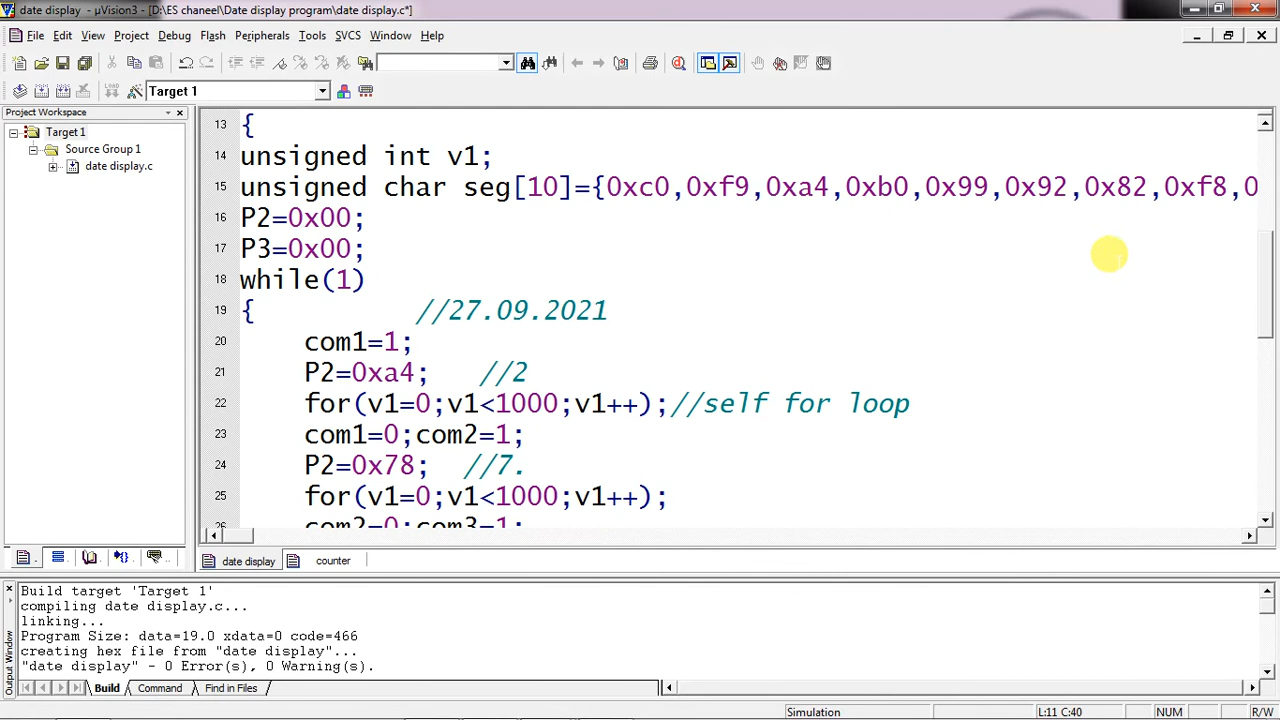 date display - µVision3 - [D:\ES chaneel\Date display program\date display.c*]
File Edit View Project Debug Flash Peripherals Tools SVCS Window Help
Target 1
Project Workspace
Target 1
Source Group 1
date display.c
13 {
14 unsigned int v1;
15 unsigned char seg[10]={0xc0,0xf9,0xa4,0xb0,0x99,0x92,0x82,0xf8,0
16 P2=0x00;
17 P3=0x00;
18 while(1)
19 { //27.09.2021
20 com1=1;
21 P2=0xa4; //2
22 for(v1=0;v1<1000;v1++);//self for loop
23 com1=0;com2=1;
24 P2=0x78; //7.
25 for(v1=0;v1<1000;v1++);
26 com2=0;com3=1;
date display counter
Build target 'Target 1'
compiling date display.c...
linking...
Program Size: data=19.0 xdata=0 code=466
creating hex file from "date display"...
"date display" - 0 Error(s), 0 Warning(s).
Output Window
Build Command Find in Files
Simulation L:11 C:40 NUM R/W